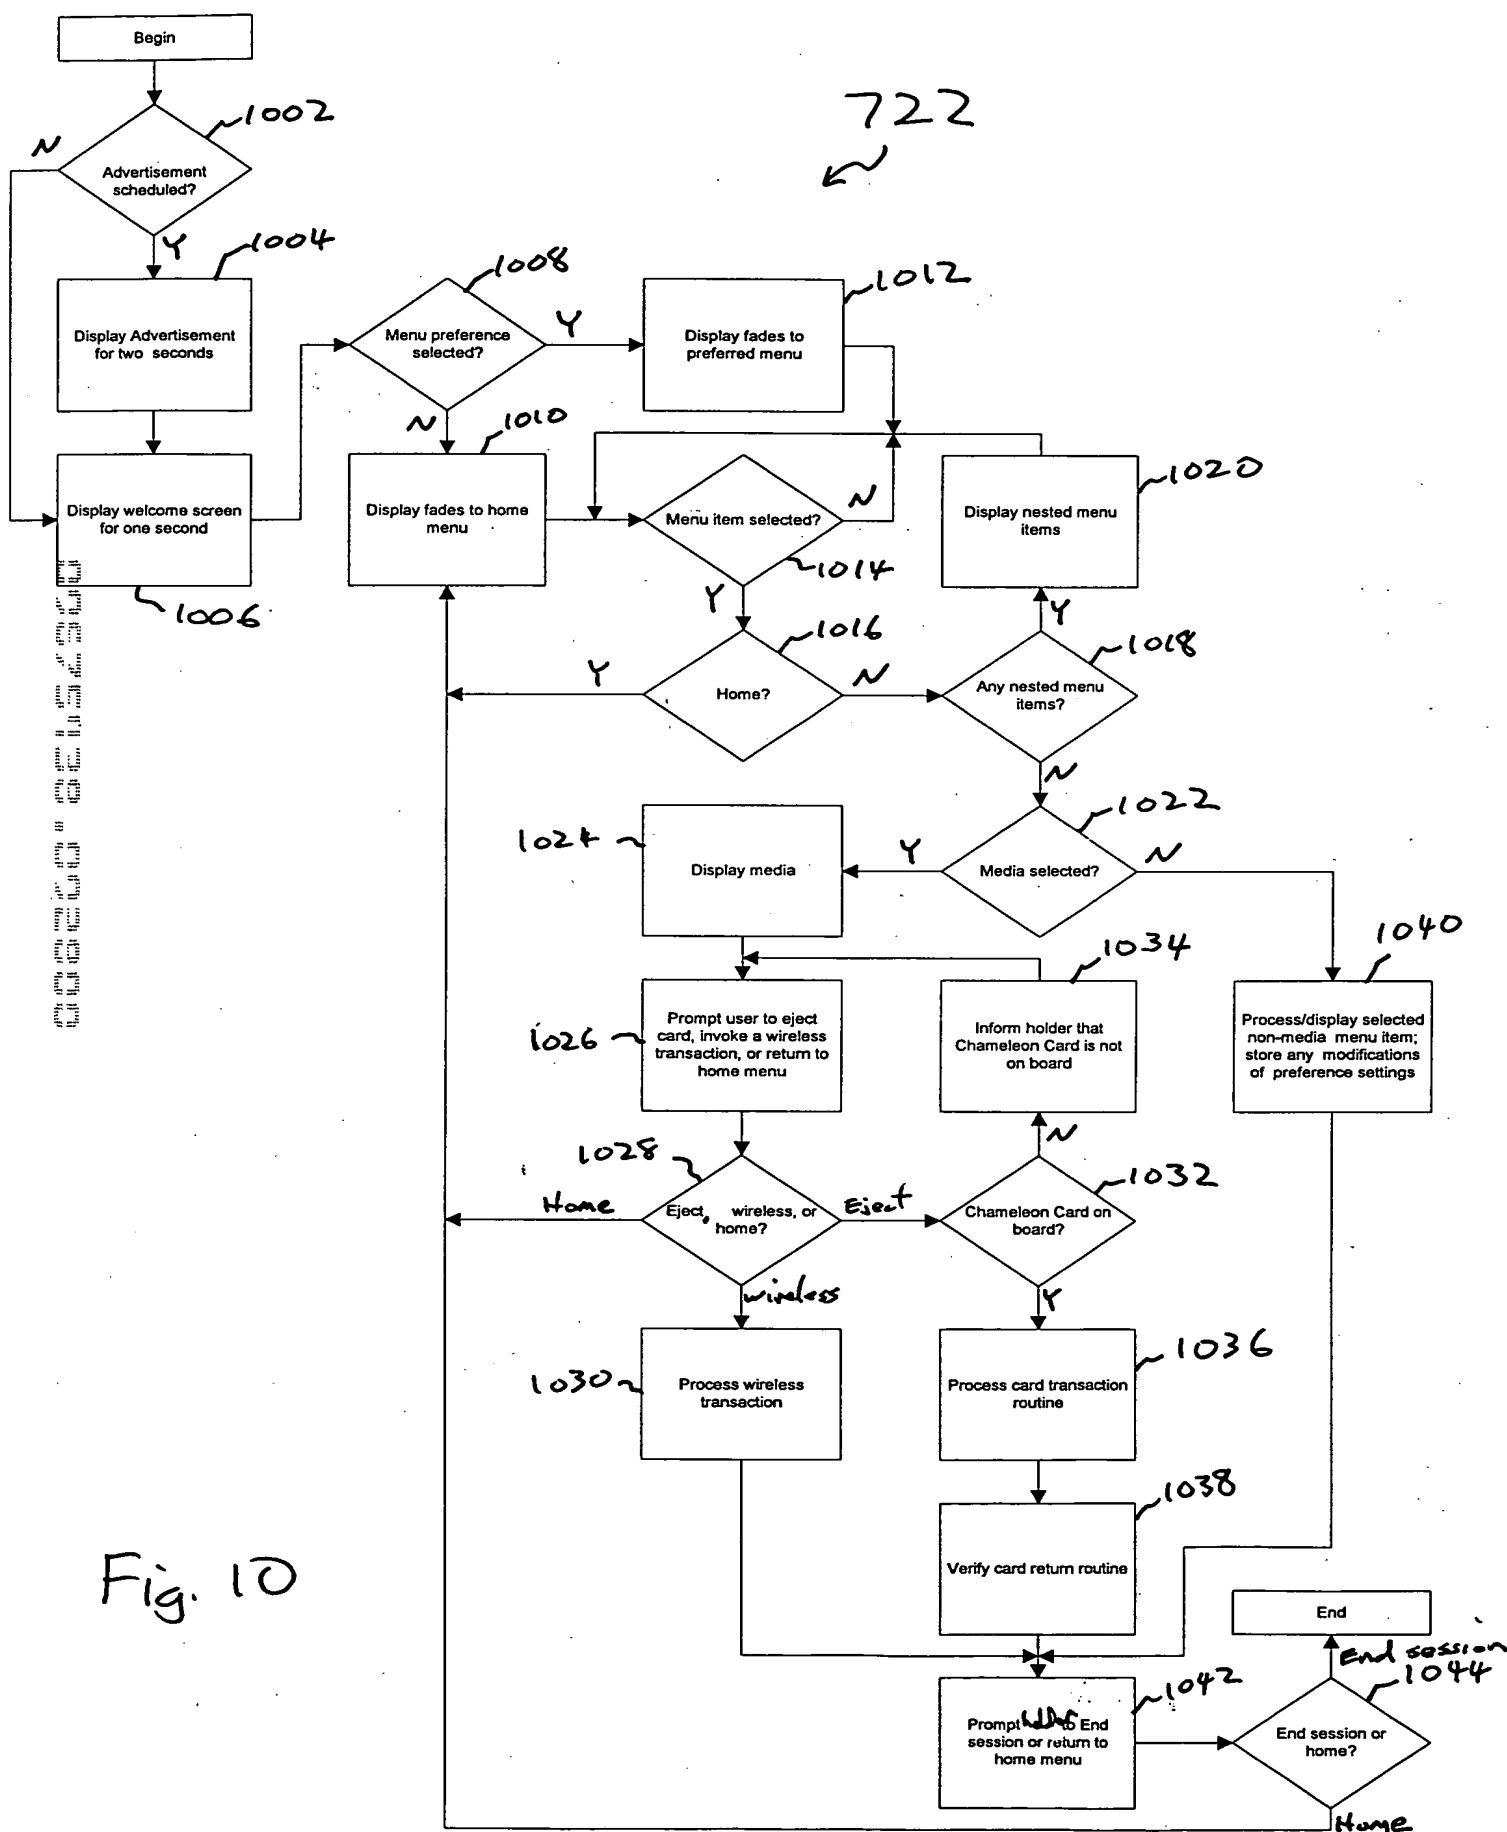 Begin
1002
722
N
Advertisement
scheduled?
Y
1004
1008
1012
Display Advertisement
for two seconds
Menu preference
selected?
Y
Display fades to
preferred menu
N
1010
1020
Display welcome screen
for one second
Display fades to home
menu
Menu item selected?
N
Display nested menu
items
1014
1006
Y
Y
1016
1018
Y
Home?
N
Any nested menu
items?
N
1022
1024
Display media
Y
Media selected?
N
1034
1040
1026
Prompt user to eject
card, invoke a wireless
transaction, or return to
home menu
Inform holder that
Chameleon Card is not
on board
Process/display selected
non-media menu item;
store any modifications
of preference settings
1028
N
1032
Home
Eject, wireless, or
home?
Eject
Chameleon Card on
board?
wireless
Y
1030
Process wireless
transaction
1036
Process card transaction
routine
1038
Verify card return routine
Fig. 10
End
End session
1044
1042
Prompt holder to End
session or return to
home menu
End session or
home?
Home